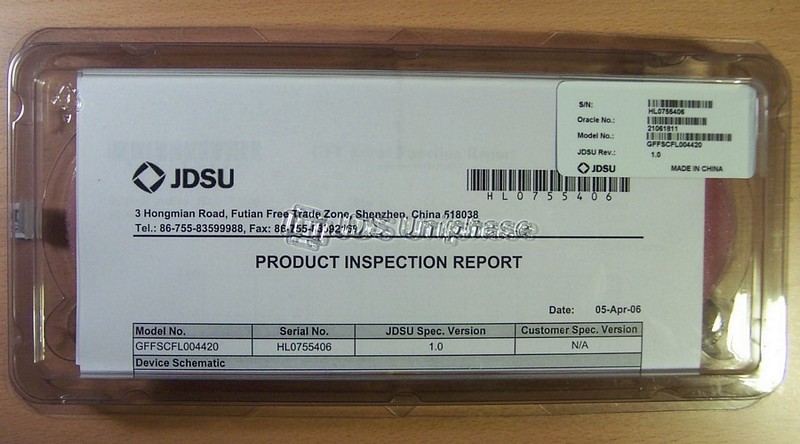 S/N:
HL0755406
Oracle No.:
21061811
Model No.:
GFFSCFL004420
JDSU Rev.: 1.0
JDSU MADE IN CHINA
JDSU
HL0755406
3 Hongmian Road, Futian Free Trade Zone, Shenzhen, China 518038
Tel.: 86-755-83599988, Fax:
JDS Uniphase
PRODUCT INSPECTION REPORT
Date: 05-Apr-06
Model No. Serial No. JDSU Spec. Version Customer Spec. Version
GFFSCFL004420 HL0755406 1.0 N/A
Device Schematic